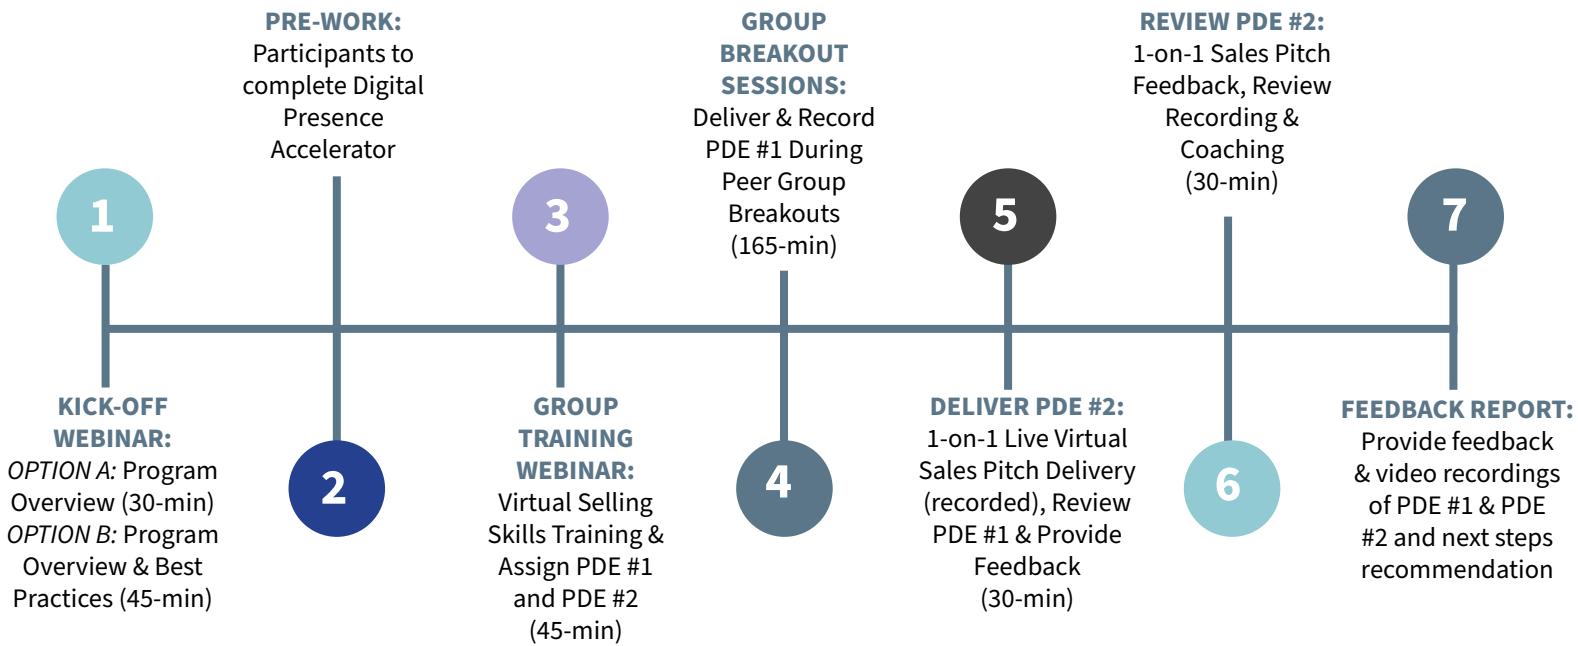 1
KICK-OFF
WEBINAR:
OPTION A: Program
Overview (30-min)
OPTION B: Program
Overview & Best
Practices (45-min)
PRE-WORK:
Participants to
complete Digital
Presence
Accelerator
2
3
GROUP
TRAINING
WEBINAR:
Virtual Selling
Skills Training &
Assign PDE #1
and PDE #2
(45-min)
GROUP
BREAKOUT
SESSIONS:
Deliver & Record
PDE #1 During
Peer Group
Breakouts
(165-min)
4
5
DELIVER PDE #2:
1-on-1 Live Virtual
Sales Pitch Delivery
(recorded), Review
PDE #1 & Provide
Feedback
(30-min)
REVIEW PDE #2:
1-on-1 Sales Pitch
Feedback, Review
Recording &
Coaching
(30-min)
6
7
FEEDBACK REPORT:
Provide feedback
& video recordings
of PDE #1 & PDE
#2 and next steps
recommendation